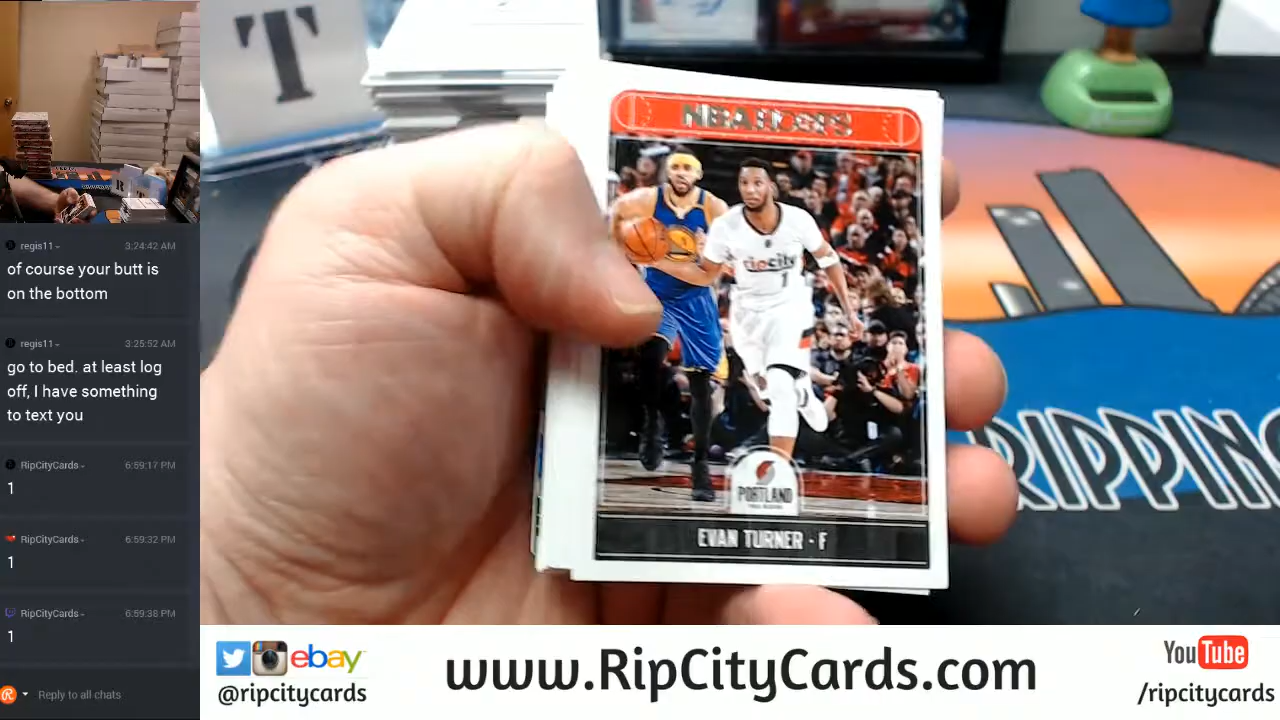 regis11
3:24:42 AM
of course your butt is
on the bottom
regis11
3:25:52 AM
go to bed. at least log
off, I have something
to text you
RipCityCards
6:59:17 PM
1
RipCityCards
6:59:32 PM
1
RipCityCards
6:59:38 PM
1
Reply to all chats
T
NBA HOOPS
ripcity
1
PORTLAND
EVAN TURNER - F
RIPPING
ebay
@ripcitycards
www.RipCityCards.com
YouTube
/ripcitycards